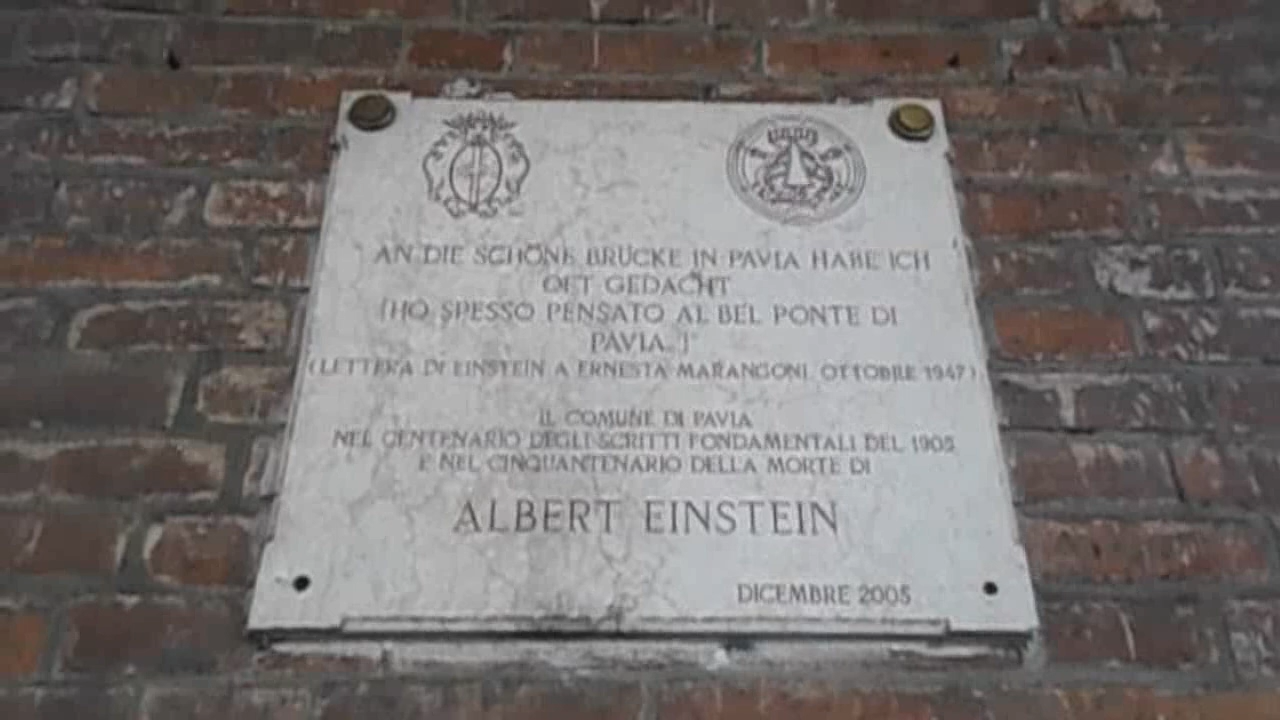 AN DIE SCHÖNE BRÜCKE IN PAVIA HABE ICH
OFT GEDACHT
(HO SPESSO PENSATO AL BEL PONTE DI
PAVIA...)
(LETTERA DI EINSTEIN A ERNESTA MARANGONI, OTTOBRE 1947)
IL COMUNE DI PAVIA
NEL CENTENARIO DEGLI SCRITTI FONDAMENTALI DEL 1905
E NEL CINQUANTENARIO DELLA MORTE DI
ALBERT EINSTEIN
DICEMBRE 2005